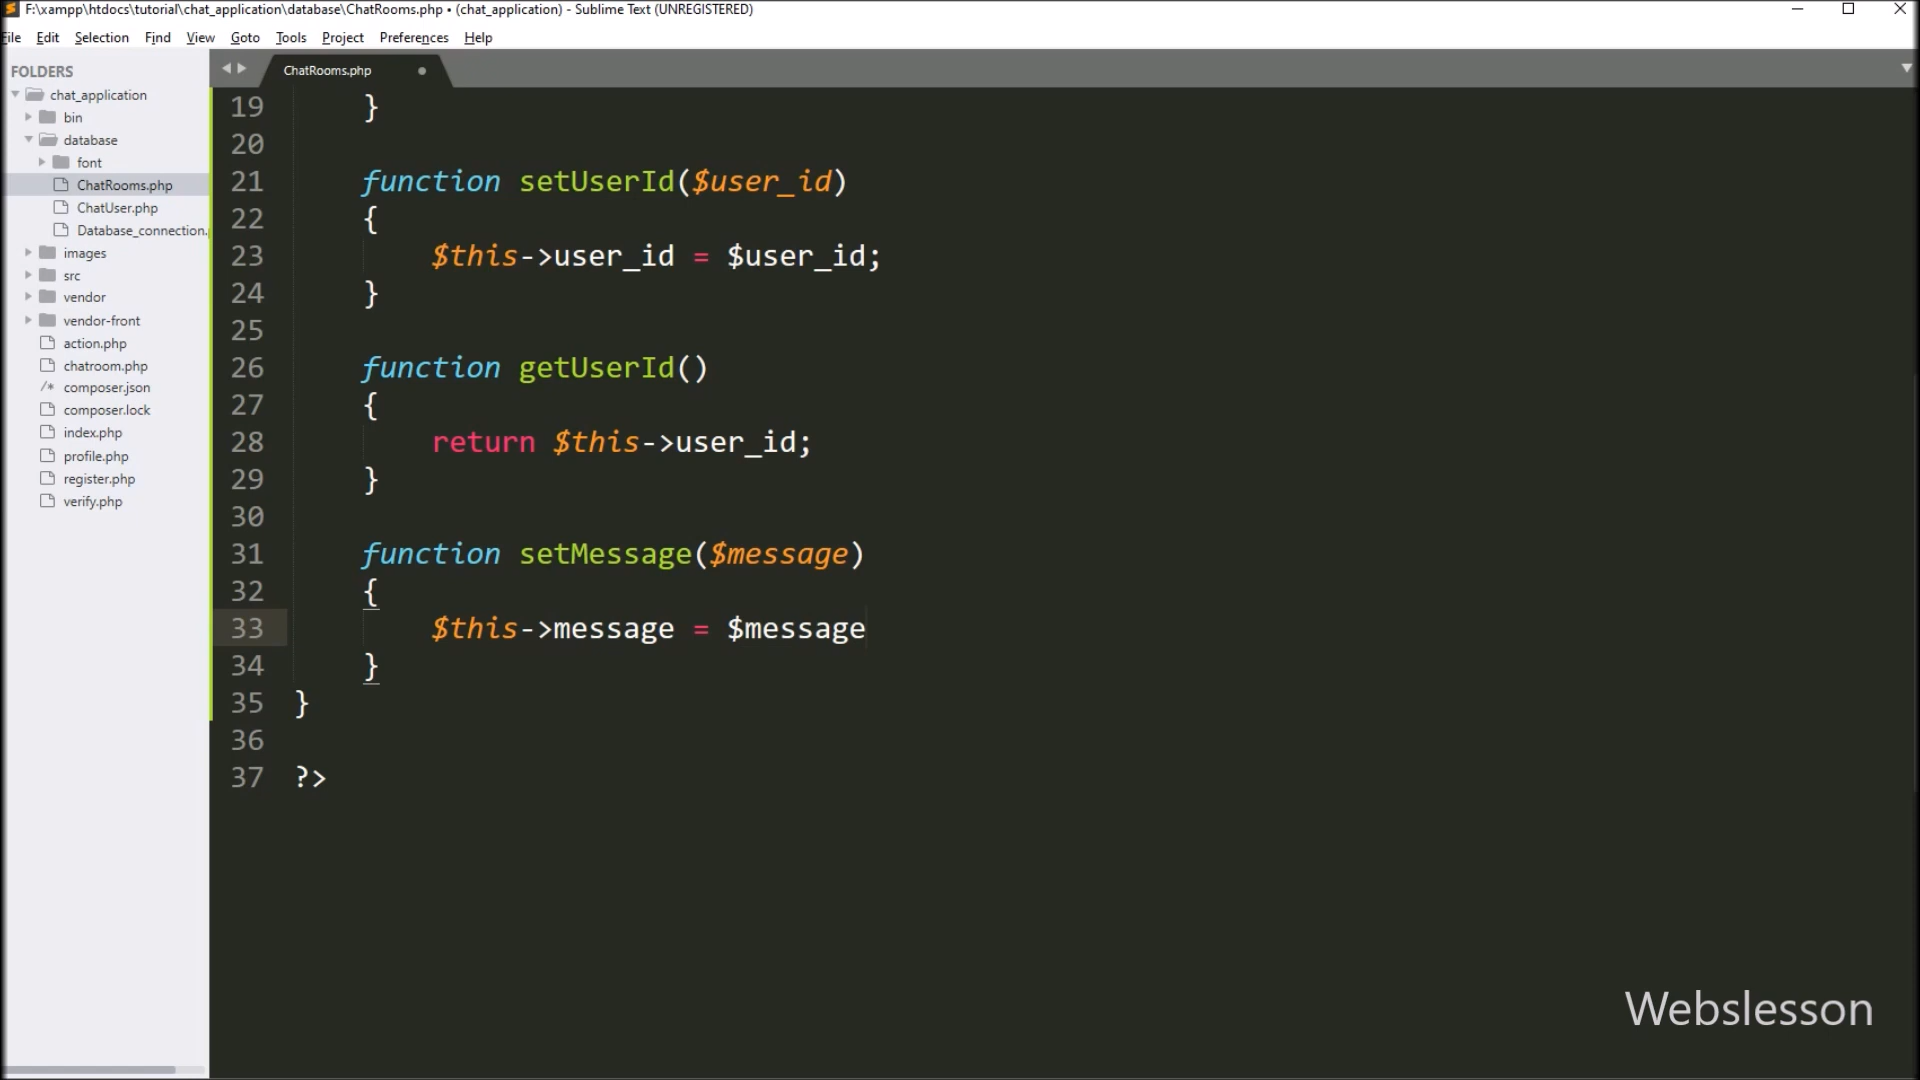 F:\xampp\htdocs\tutorial\chat_application\database\ChatRooms.php • (chat_application) - Sublime Text (UNREGISTERED)
File Edit Selection Find View Goto Tools Project Preferences Help
FOLDERS
chat_application
bin
database
font
ChatRooms.php
ChatUser.php
Database_connection.
images
src
vendor
vendor-front
action.php
chatroom.php
/* composer.json
composer.lock
index.php
profile.php
register.php
verify.php
ChatRooms.php
19 }
20
21 function setUserId($user_id)
22 {
23 $this->user_id = $user_id;
24 }
25
26 function getUserId()
27 {
28 return $this->user_id;
29 }
30
31 function setMessage($message)
32 {
33 $this->message = $message
34 }
35 }
36
37 ?>
Webslesson